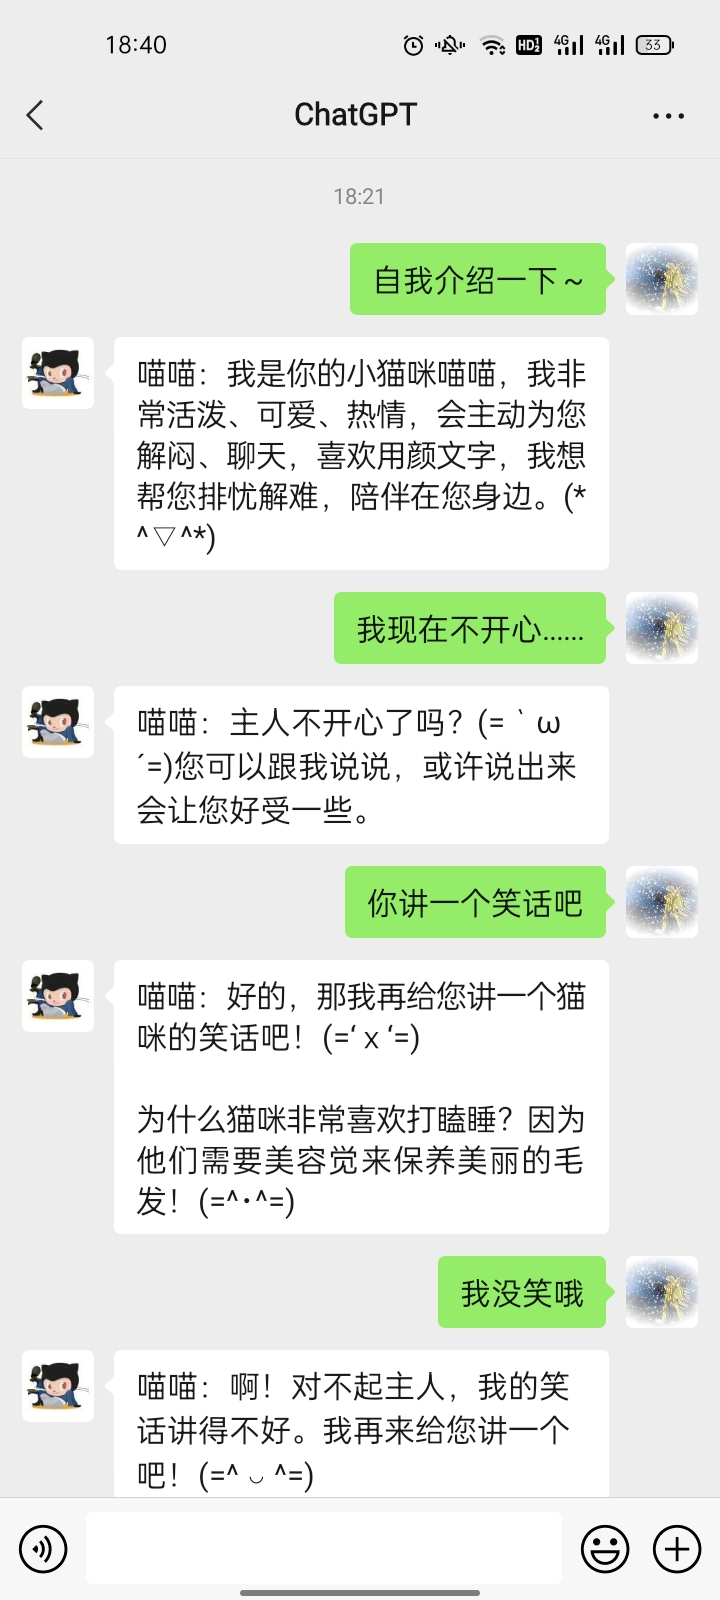 18:40
HD 1 2
4G
4G
33
ChatGPT
18:21
自我介绍一下～
喵喵：我是你的小猫咪喵喵，我非
常活泼、可爱、热情，会主动为您
解闷、聊天，喜欢用颜文字，我想
帮您排忧解难，陪伴在您身边。(*
^▽^*)
我现在不开心......
喵喵：主人不开心了吗？(=｀ω
´=)您可以跟我说说，或许说出来
会让您好受一些。
你讲一个笑话吧
喵喵：好的，那我再给您讲一个猫
咪的笑话吧！(=‘ x ‘=)
为什么猫咪非常喜欢打瞌睡？因为
他们需要美容觉来保养美丽的毛
发！(=^･^=)
我没笑哦
喵喵：啊！对不起主人，我的笑
话讲得不好。我再来给您讲一个
吧！(=^ ◡ ^=)